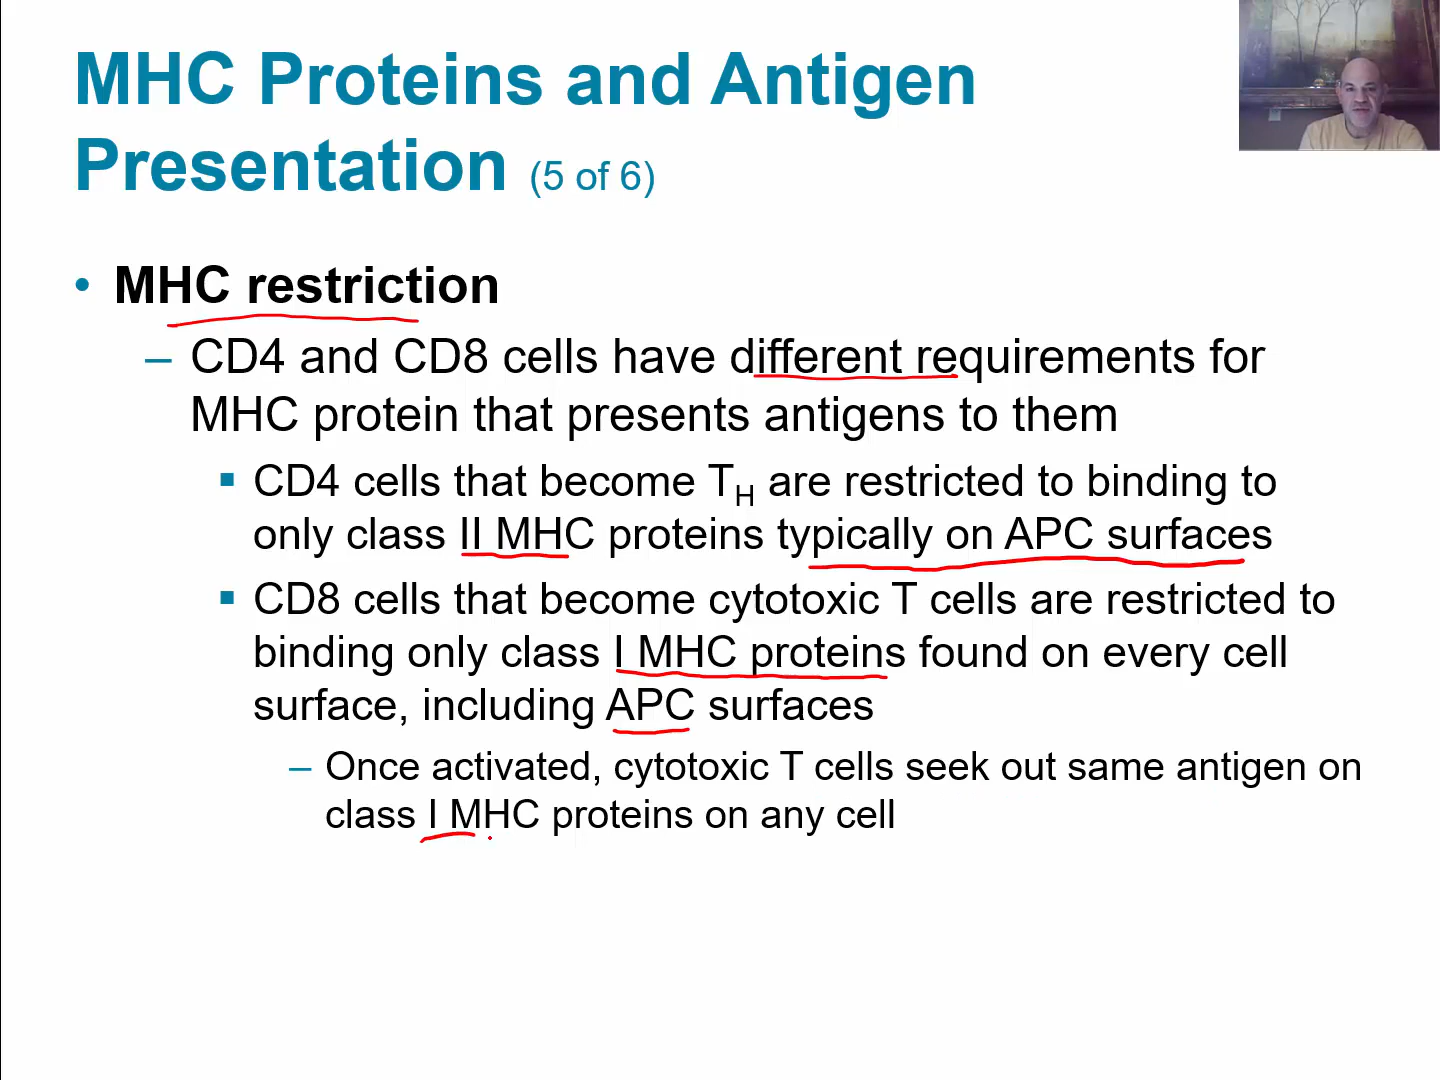 MHC Proteins and Antigen
Presentation (5 of 6)
• MHC restriction
– CD4 and CD8 cells have different requirements for
MHC protein that presents antigens to them
▪ CD4 cells that become TH are restricted to binding to
only class II MHC proteins typically on APC surfaces
▪ CD8 cells that become cytotoxic T cells are restricted to
binding only class I MHC proteins found on every cell
surface, including APC surfaces
– Once activated, cytotoxic T cells seek out same antigen on
class I MHC proteins on any cell